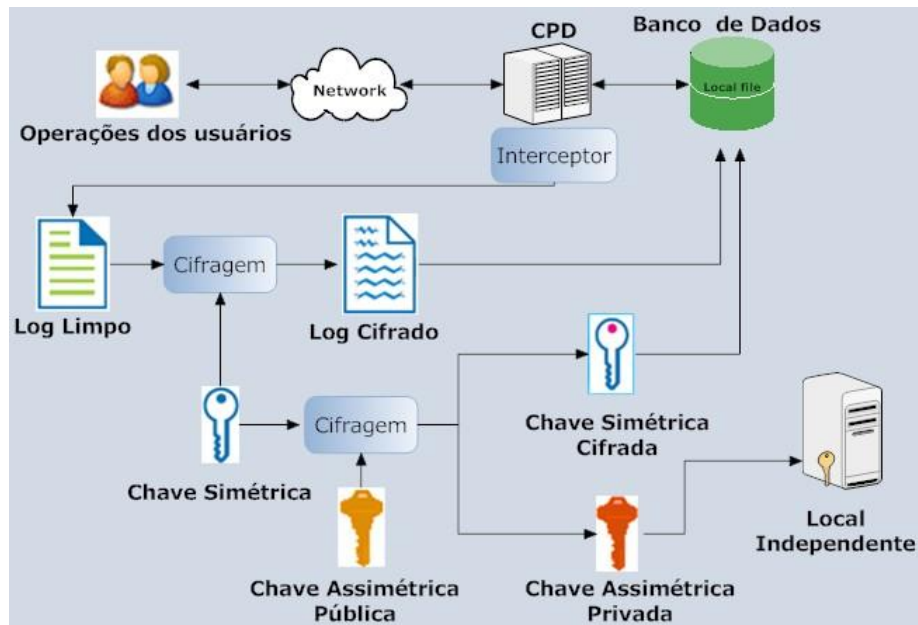 CPD
Banco de Dados
Network
Local file
Operações dos usuários
Interceptor
Cifragem
Log Limpo
Log Cifrado
Cifragem
Chave Simétrica
Cifrada
Chave Simétrica
Local
Independente
Chave Assimétrica
Pública
Chave Assimétrica
Privada